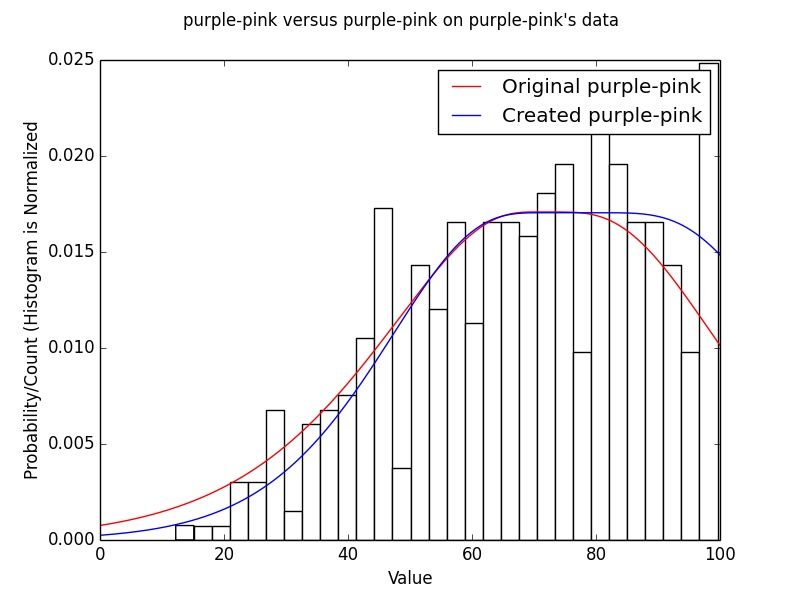 purple-pink versus purple-pink on purple-pink's data
0.025
0.020
0.015
0.010
0.005
0.000
Probability/Count (Histogram is Normalized
Original purple-pink
Created purple-pink
0 20 40 60 80 100
Value